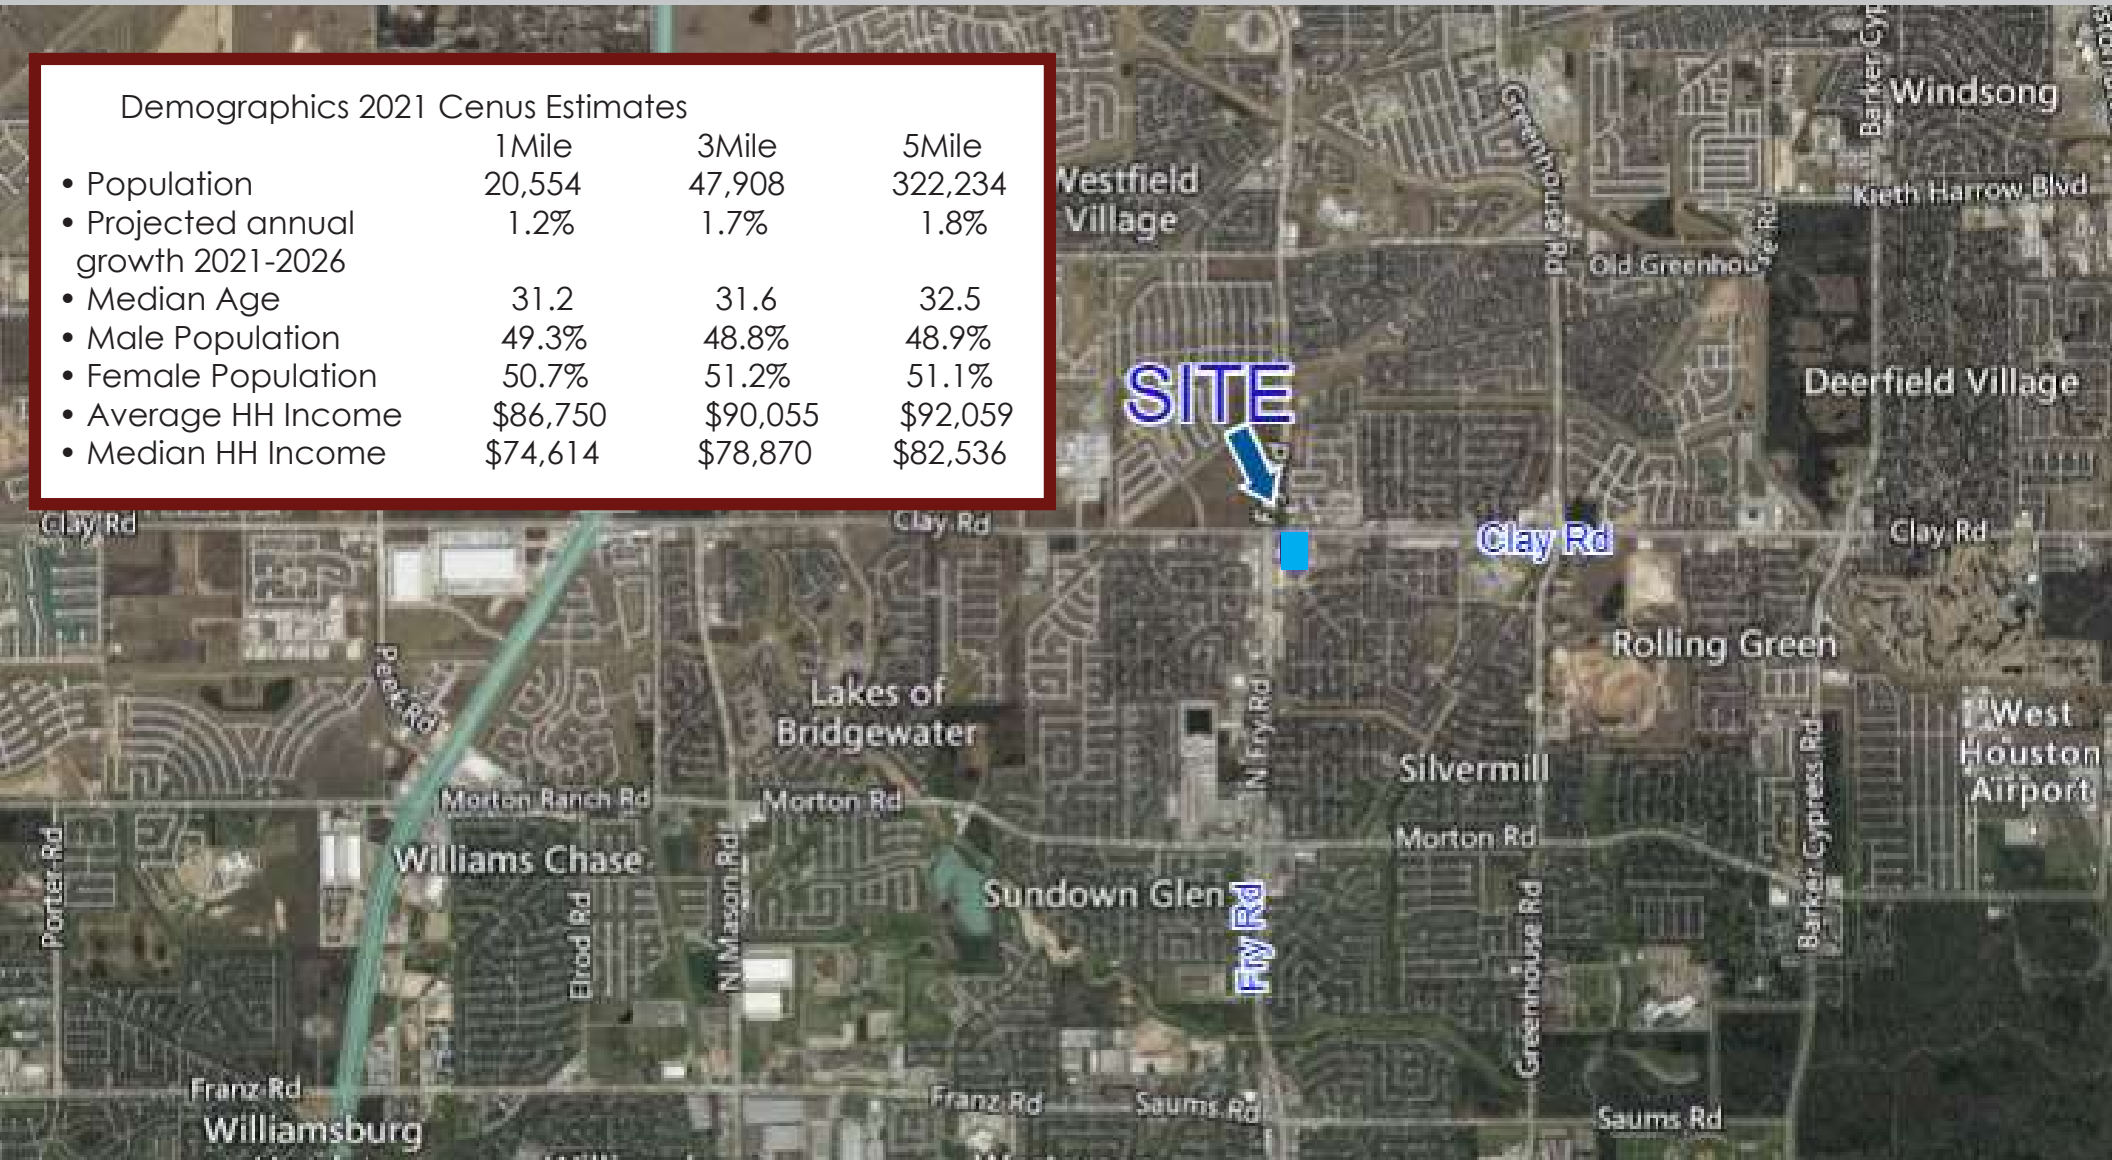 Demographics 2021 Cenus Estimates
1Mile 3Mile 5Mile
• Population 20,554 47,908 322,234
• Projected annual 1.2% 1.7% 1.8%
growth 2021-2026
• Median Age 31.2 31.6 32.5
• Male Population 49.3% 48.8% 48.9%
• Female Population 50.7% 51.2% 51.1%
• Average HH Income $86,750 $90,055 $92,059
• Median HH Income $74,614 $78,870 $82,536
Windsong
Westfield
Village
Kieth Harrow Blvd
Greenhouse Rd
Old Greenhouse Rd
Deerfield Village
SITE
Clay Rd
Clay Rd
Clay Rd
Clay Rd
Rolling Green
Peek Rd
Lakes of
Bridgewater
N Fry Rd
West
Houston
Airport
Silvermill
Morton Ranch Rd
Morton Rd
Morton Rd
Barker Cypress Rd
Porter Rd
Williams Chase
N Mason Rd
Elrod Rd
Sundown Glen
Fry Rd
Greenhouse Rd
Franz Rd
Franz Rd
Saums Rd
Saums Rd
Williamsburg